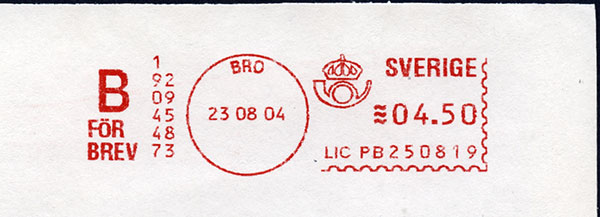 B
FÖR
BREV
1
92
09
45
48
73
BRO
23 08 04
SVERIGE
≋04.50
LIC PB250819